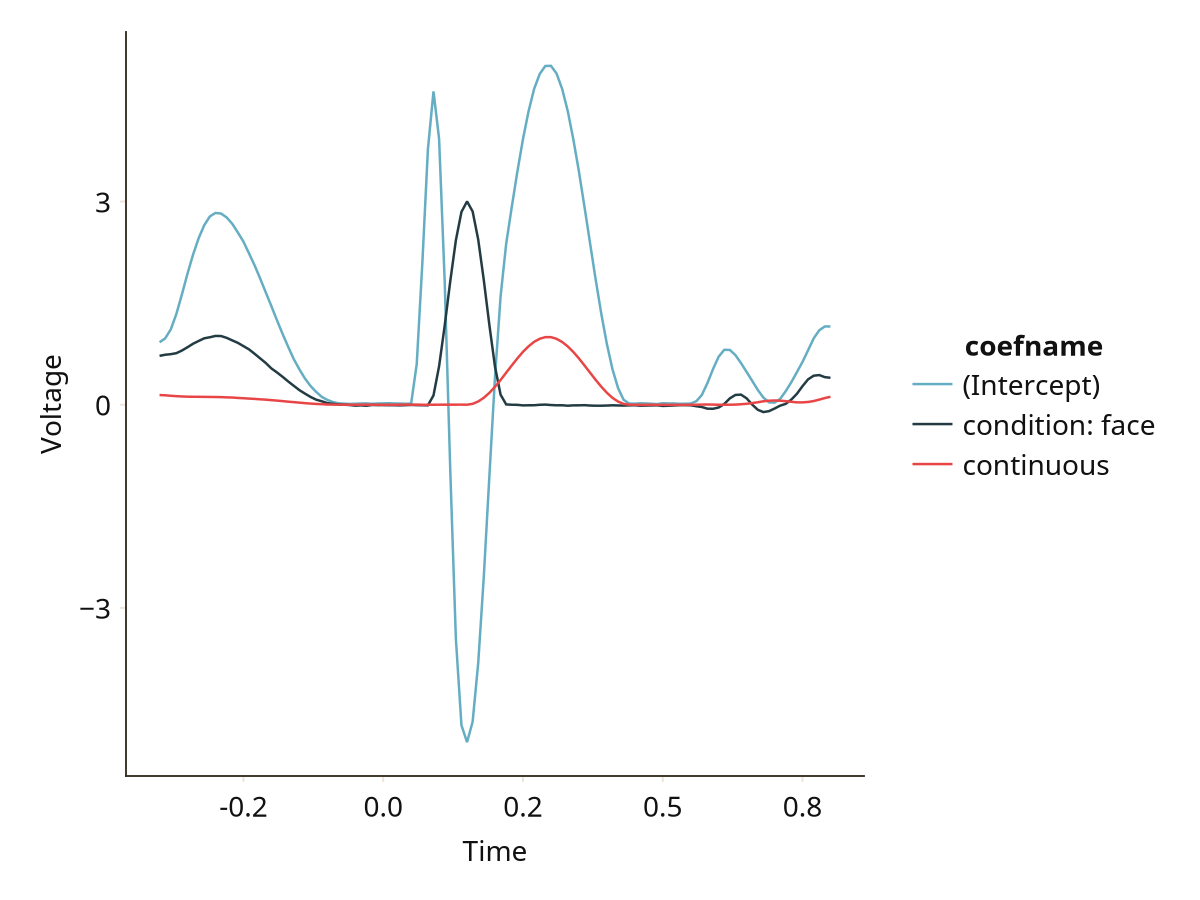 3
0
−3
Voltage
-0.2
0.0
0.2
0.5
0.8
Time
coefname
(Intercept)
condition: face
continuous